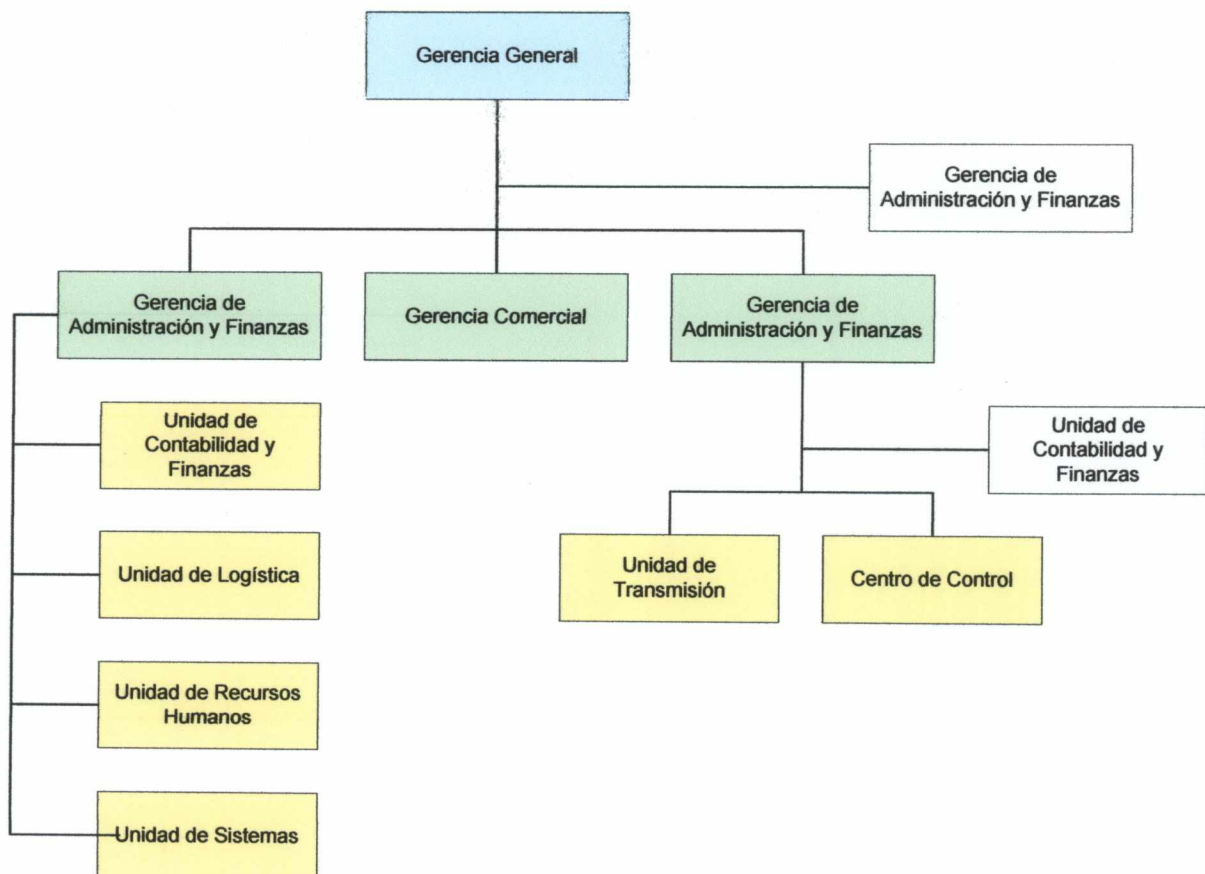 Gerencia General
Gerencia de
Administración y Finanzas
Gerencia de
Administración y Finanzas
Gerencia Comercial
Gerencia de
Administración y Finanzas
Unidad de
Contabilidad y
Finanzas
Unidad de
Contabilidad y
Finanzas
Unidad de Logística
Unidad de
Transmisión
Centro de Control
Unidad de Recursos
Humanos
Unidad de Sistemas